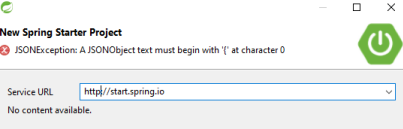 New Spring Starter Project
JSONException: A JSONObject text must begin with '{' at character 0
Service URL
http://start.spring.io
No content available.